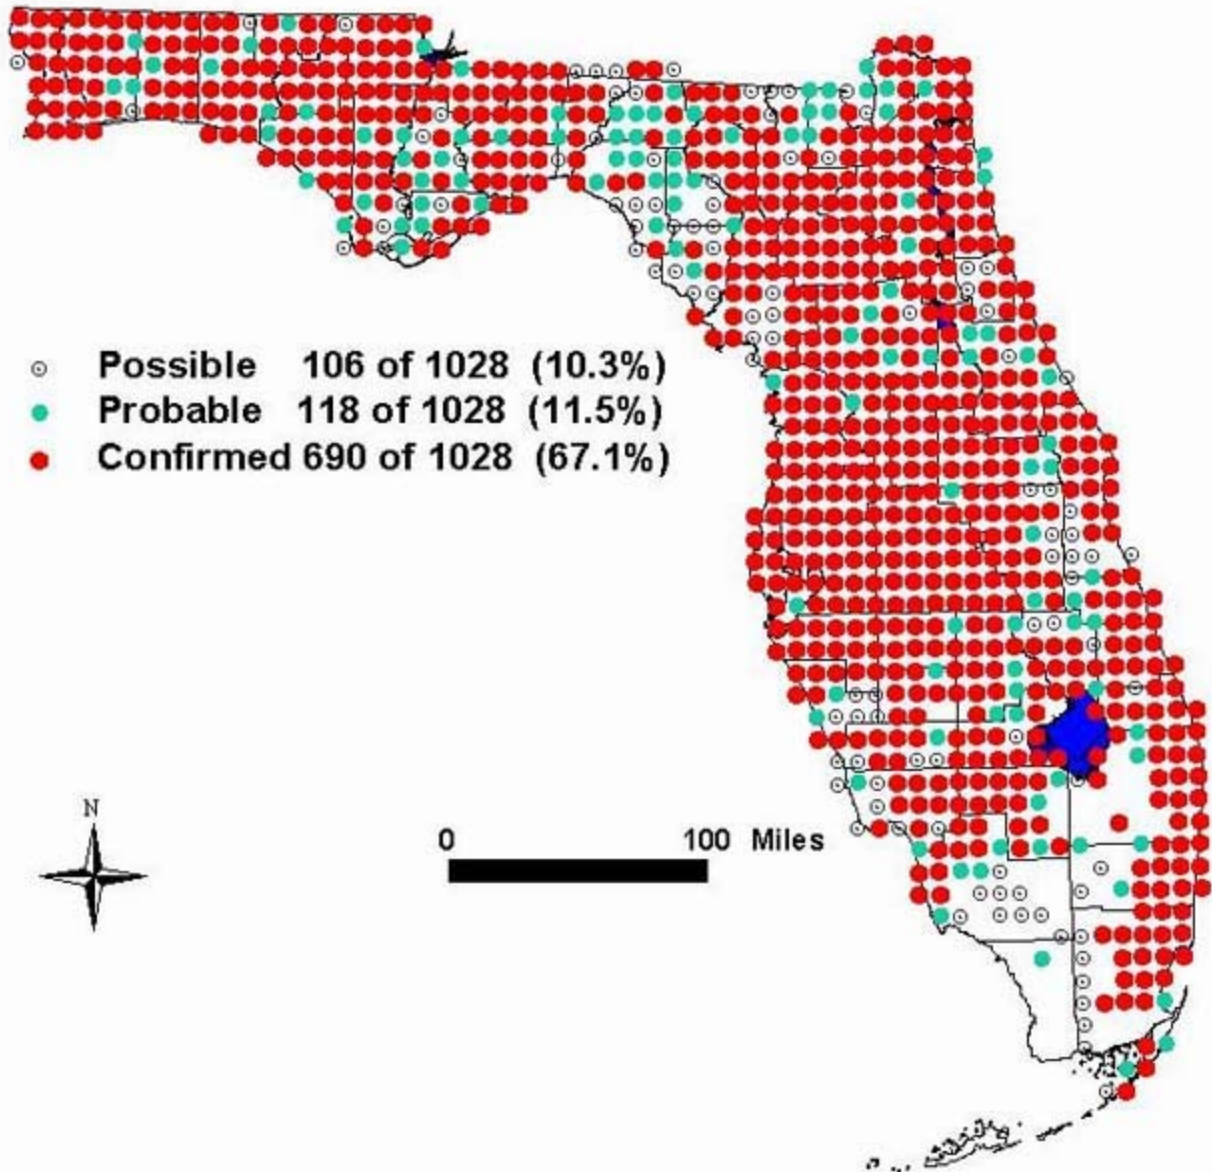 Possible 106 of 1028 (10.3%)
Probable 118 of 1028 (11.5%)
Confirmed 690 of 1028 (67.1%)
N
0 100 Miles